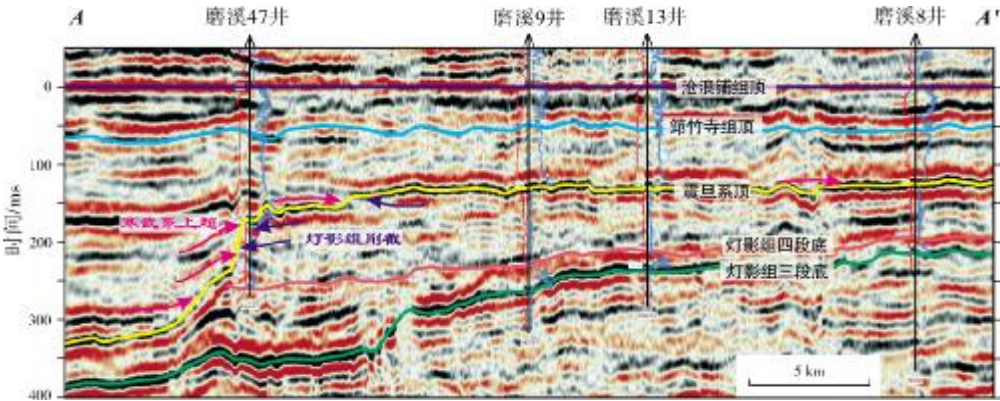 A 磨溪47井 磨溪9井 磨溪13井 磨溪8井 A'
0
沧浪铺组顶
筇竹寺组顶
100
震旦系顶
寒武系上超
200
灯影组削截
灯影组四段底
灯影组三段底
300
5 km
400
时间/ms